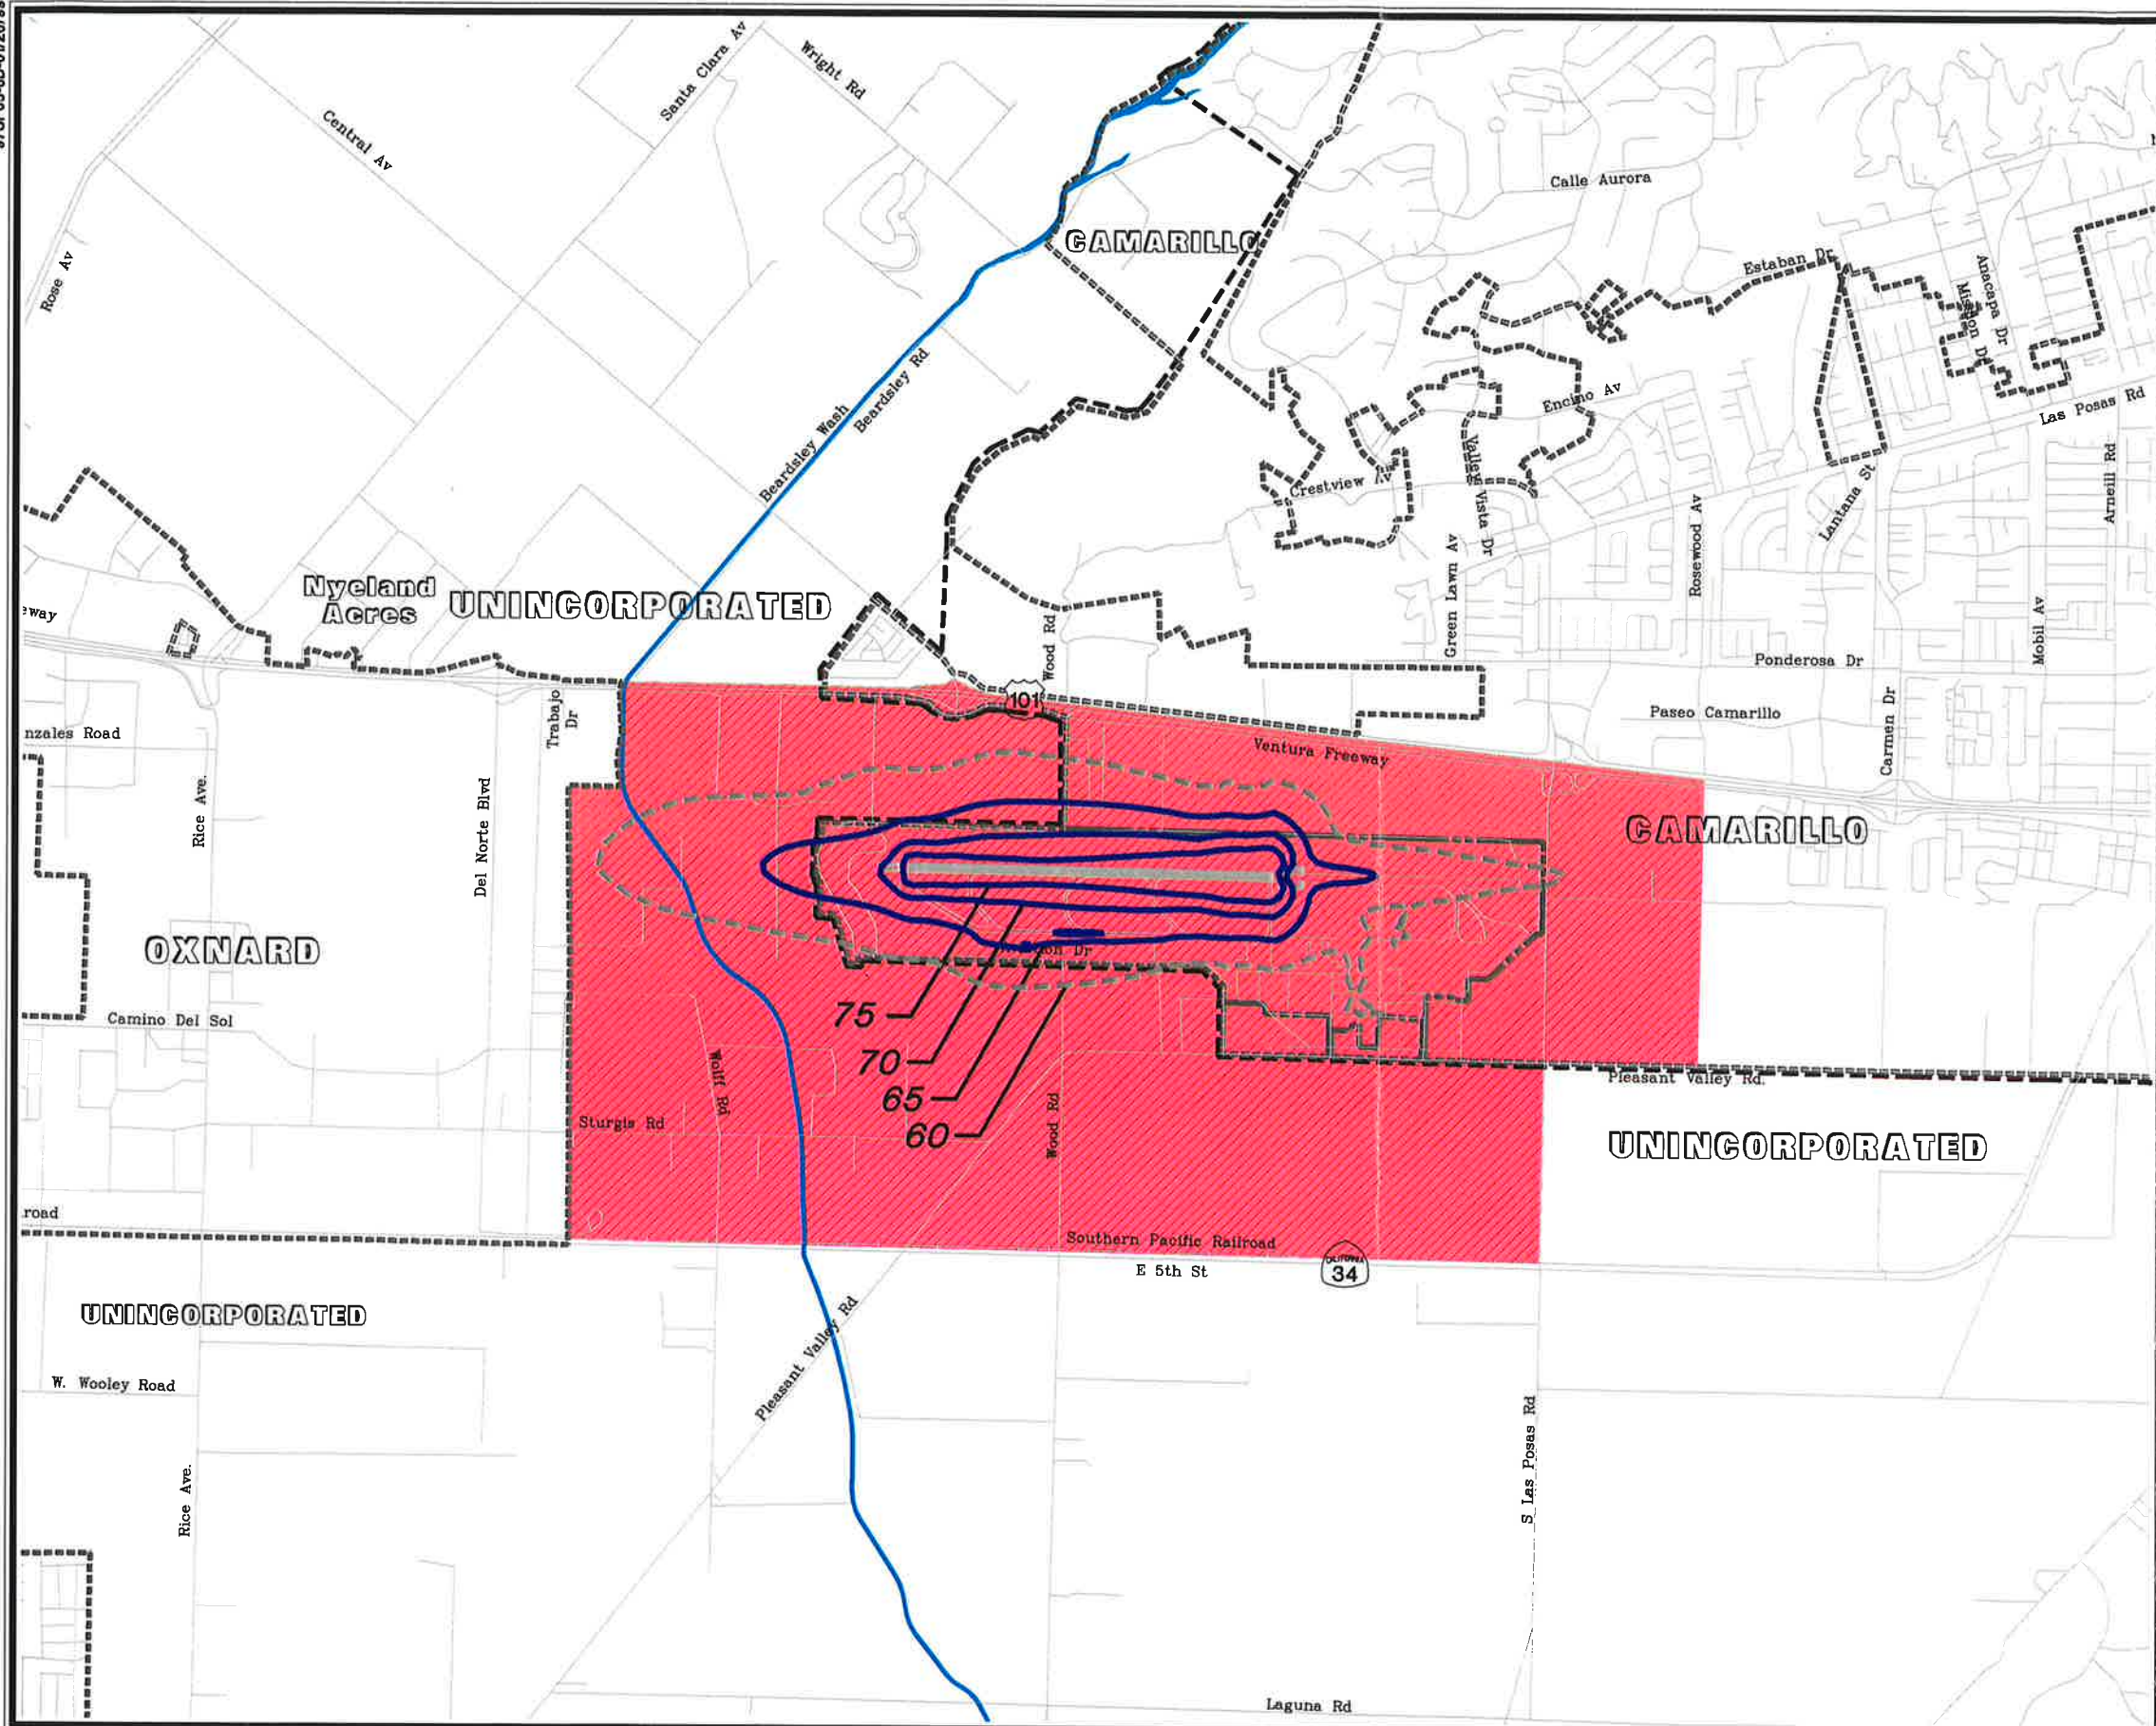 Santa Clara Av
Wright Rd
Central Av
Calle Aurora
CAMARILLO
Rose Av
Estaban Dr
Anacapa Dr
Mission Dr
Beardsley Rd
Beardsley Wash
Encino Av
Las Posas Rd
Valley Vista Dr
Crestview Av
Arneill Rd
Lantana St
Rosewood Av
Green Lawn Av
Nyeland
Acres
UNINCORPORATED
Wood Rd
Mobil Av
Ponderosa Dr
101
Trabajo
Dr
Paseo Camarillo
Carmen Dr
Ventura Freeway
Rice Ave.
Del Norte Blvd
CAMARILLO
OXNARD
75
Camino Del Sol
70
Wolff Rd
65
Pleasant Valley Rd.
60
Sturgis Rd
Wood Rd
UNINCORPORATED
Southern Pacific Railroad
E 5th St
CALIFORNIA
34
UNINCORPORATED
Pleasant Valley Rd
W. Wooley Road
S Las Posas Rd
Rice Ave.
Laguna Rd